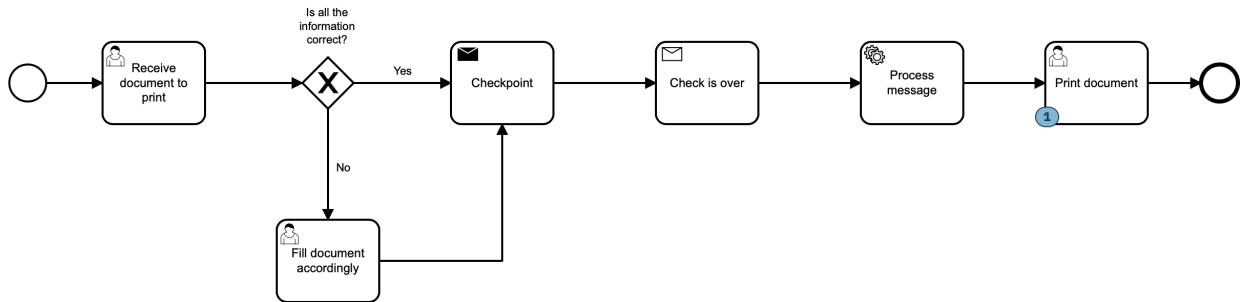 Is all the
information
correct?
Receive
document to
print
Yes
Checkpoint
Check is over
Process
message
Print document
1
No
Fill document
accordingly